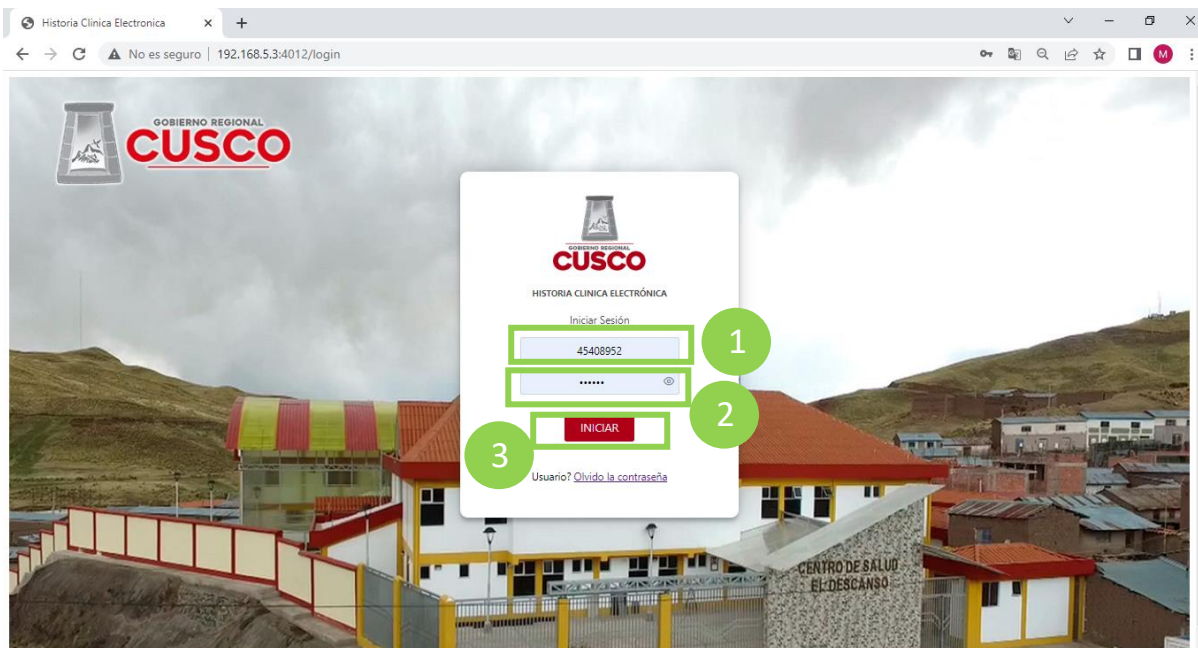 Historia Clinica Electronica
No es seguro | 192.168.5.3:4012/login
M
GOBIERNO REGIONAL
CUSCO
GOBIERNO REGIONAL
CUSCO
HISTORIA CLINICA ELECTRÓNICA
Iniciar Sesión
45408952
1
••••••
2
INICIAR
3
Usuario? Olvido la contraseña
CENTRO DE SALUD
EL DESCANSO